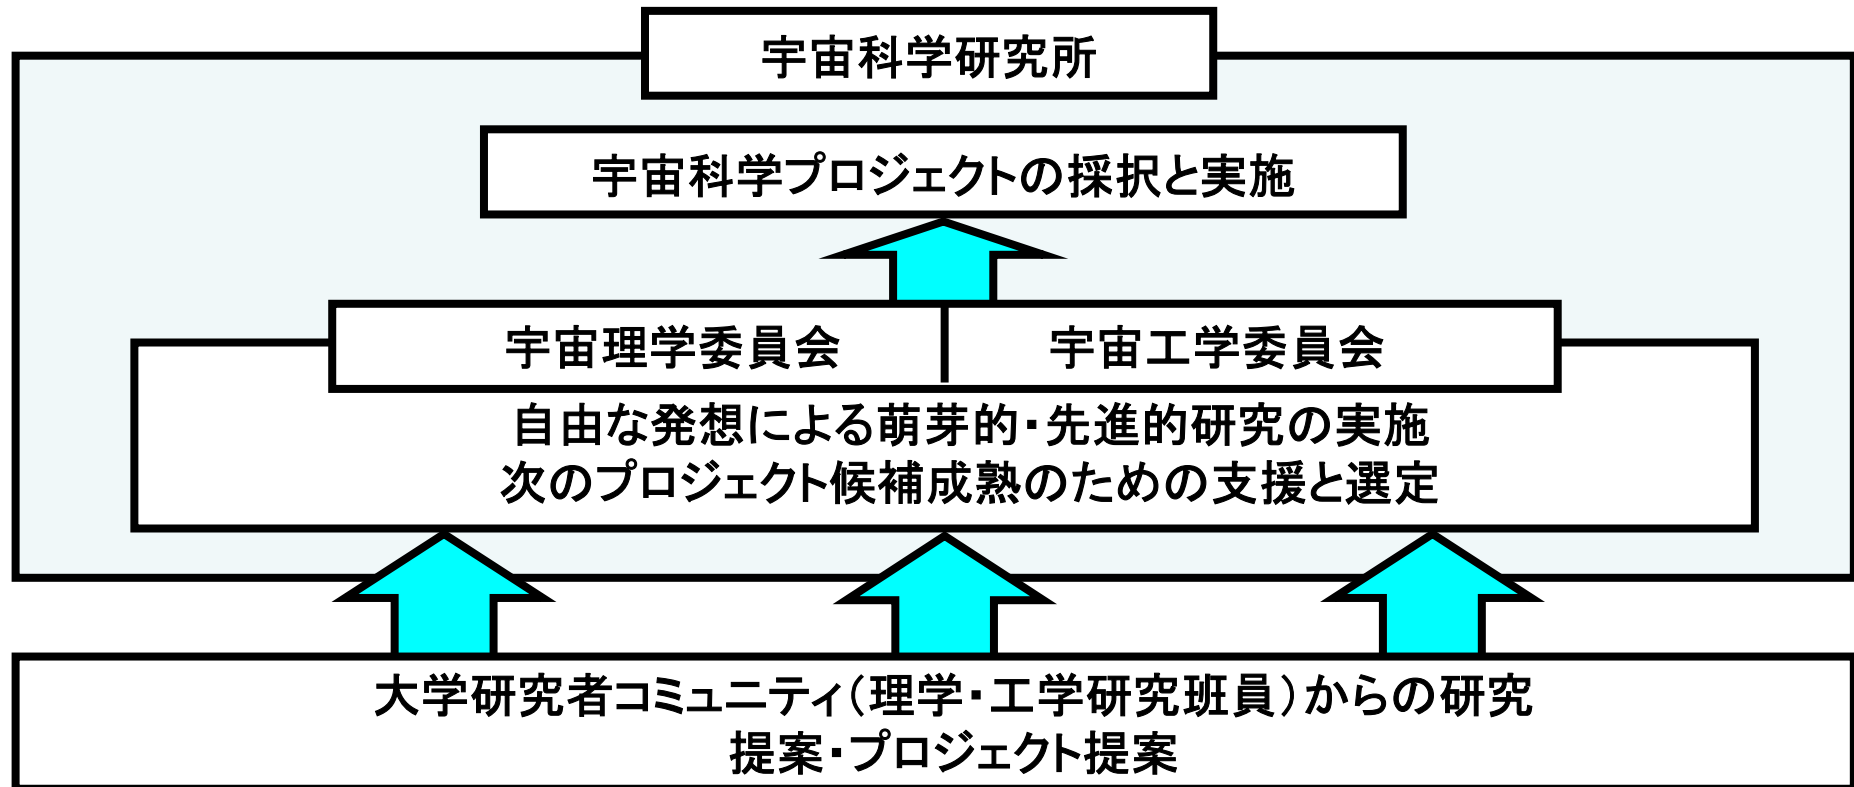 宇宙科学研究所
宇宙科学プロジェクトの採択と実施
宇宙理学委員会
宇宙工学委員会
自由な発想による萌芽的・先進的研究の実施
次のプロジェクト候補成熟のための支援と選定
大学研究者コミュニティ(理学・工学研究班員)からの研究
提案・プロジェクト提案